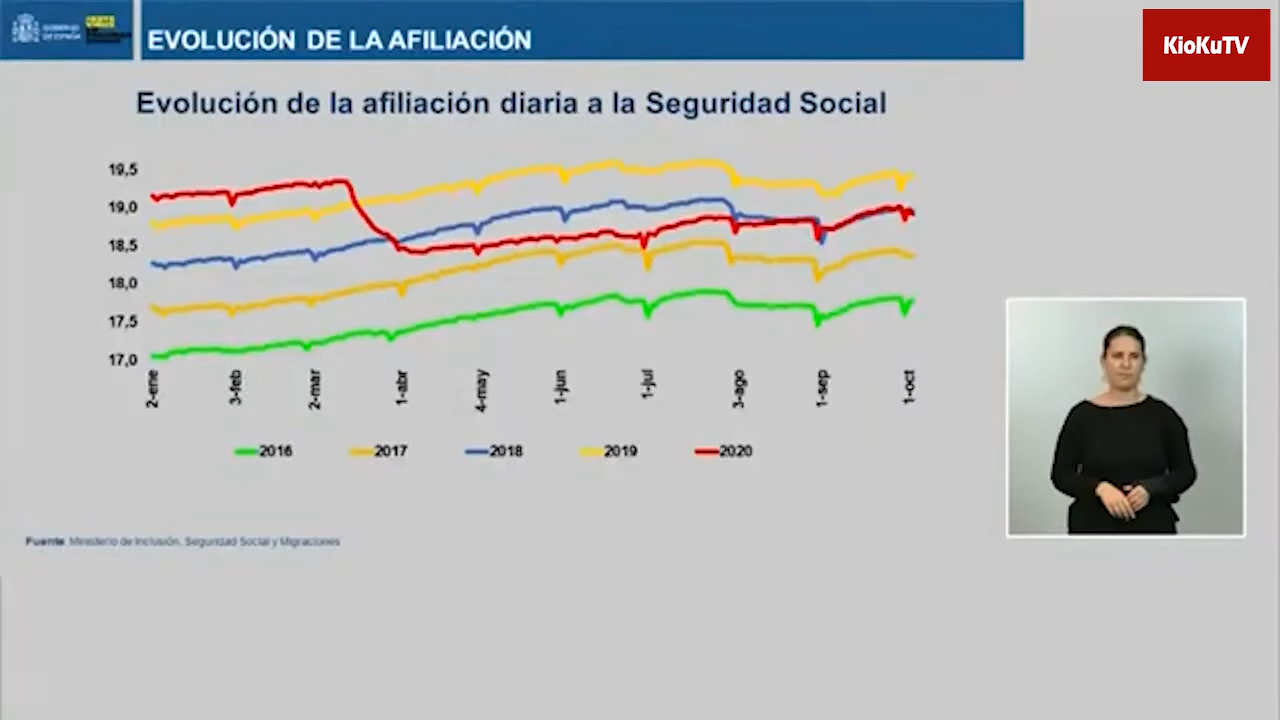 GOBIERNO
DE ESPAÑA
EVOLUCIÓN DE LA AFILIACIÓN
KioKuTV
Evolución de la afiliación diaria a la Seguridad Social
19,5
19,0
18,5
18,0
17,5
17,0
2-ene
3-feb
2-mar
1-abr
4-may
1-jun
1-jul
3-ago
1-sep
1-oct
2016
2017
2018
2019
2020
Fuente: Ministerio de Inclusión, Seguridad Social y Migraciones